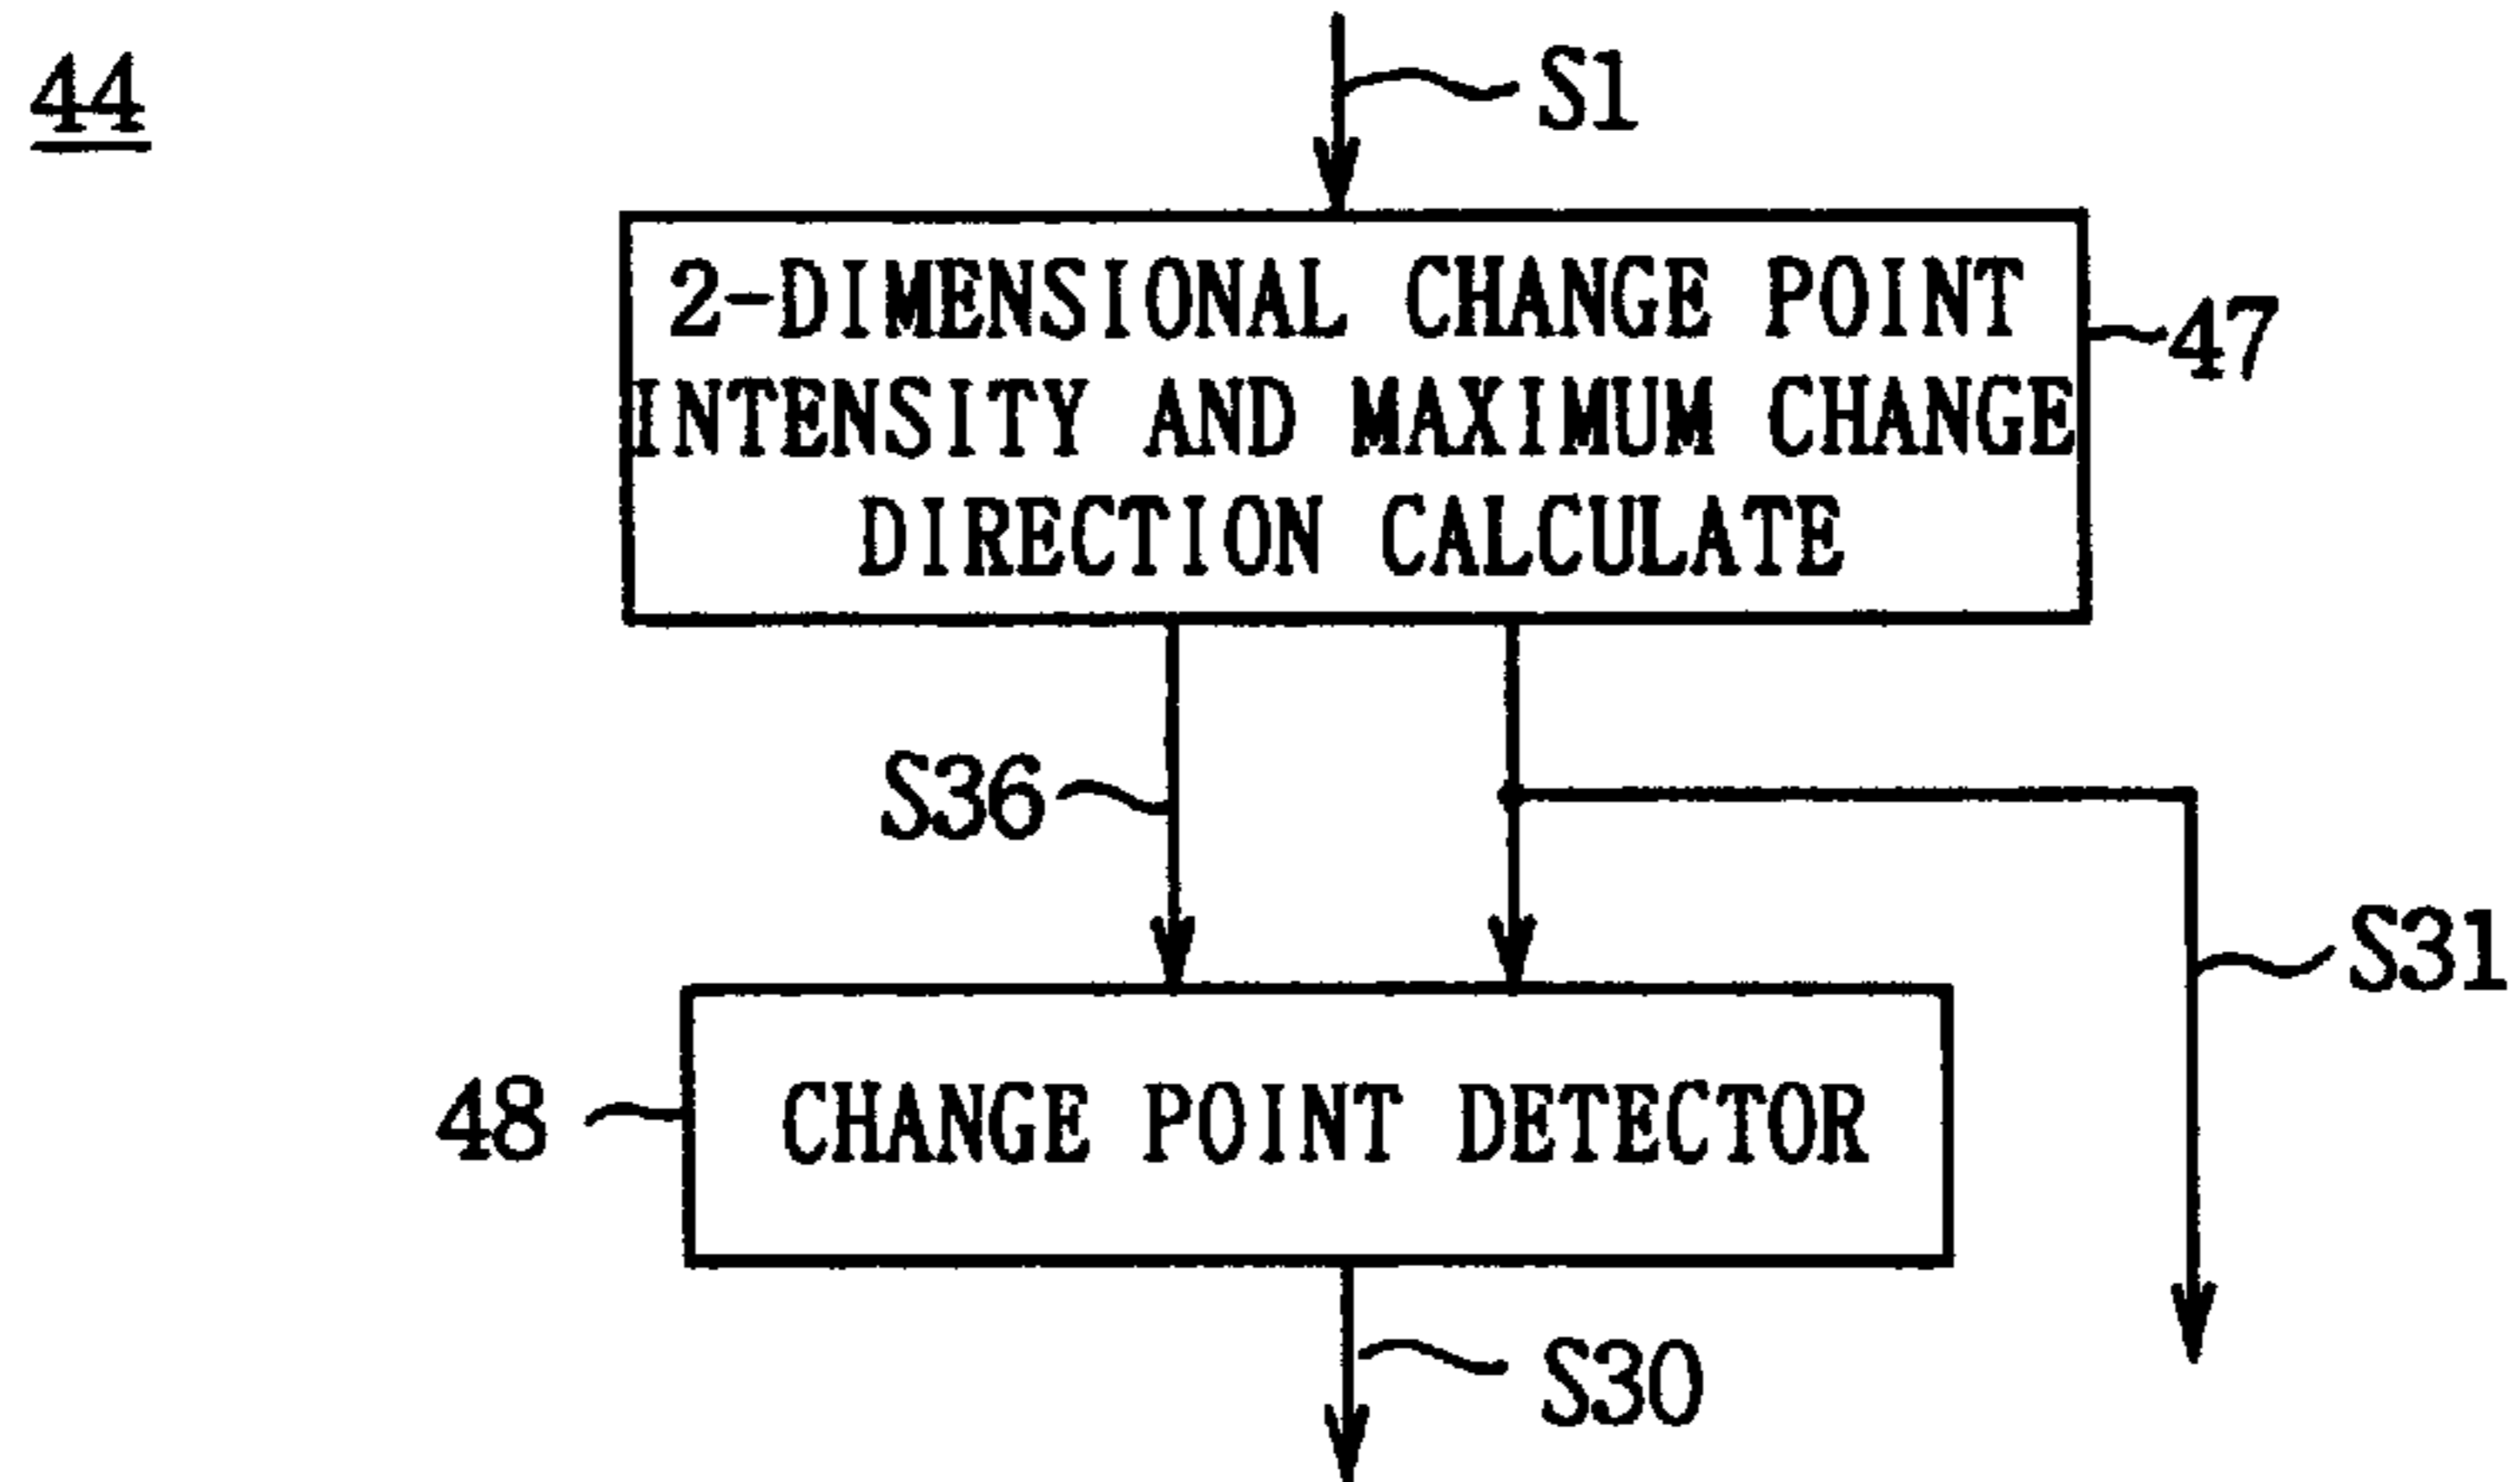 44
S1
2-DIMENSIONAL CHANGE POINT
INTENSITY AND MAXIMUM CHANGE
DIRECTION CALCULATE
47
S36
S31
48
CHANGE POINT DETECTOR
S30